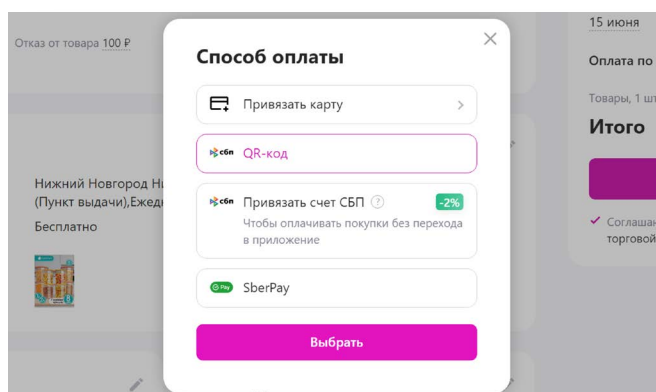 Отказ от товара 100 ₽
15 июня
Оплата по
Товары, 1 шт
Итого
Способ оплаты
Привязать карту
сбп QR-код
сбп Привязать счет СБП ? -2%
Чтобы оплачивать покупки без перехода
в приложение
Pay SberPay
Выбрать
Нижний Новгород
(Пункт выдачи),
Бесплатно
торговой